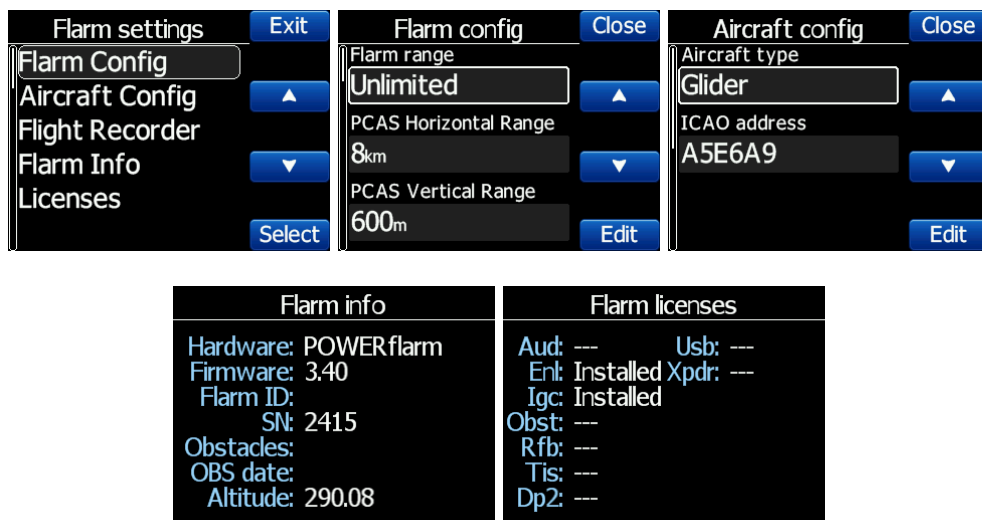 Flarm settings
Exit
Flarm Config
Aircraft Config
Flight Recorder
Flarm Info
Licenses
Select
Flarm config
Close
Flarm range
Unlimited
PCAS Horizontal Range
8km
PCAS Vertical Range
600m
Edit
Aircraft config
Close
Aircraft type
Glider
ICAO address
A5E6A9
Edit
Flarm info
Hardware: POWERflarm
Firmware: 3.40
Flarm ID:
SN: 2415
Obstacles:
OBS date:
Altitude: 290.08
Flarm licenses
Aud: --- Usb: ---
Enl: Installed Xpdr: ---
Igc: Installed
Obst: ---
Rfb: ---
Tis: ---
Dp2: ---